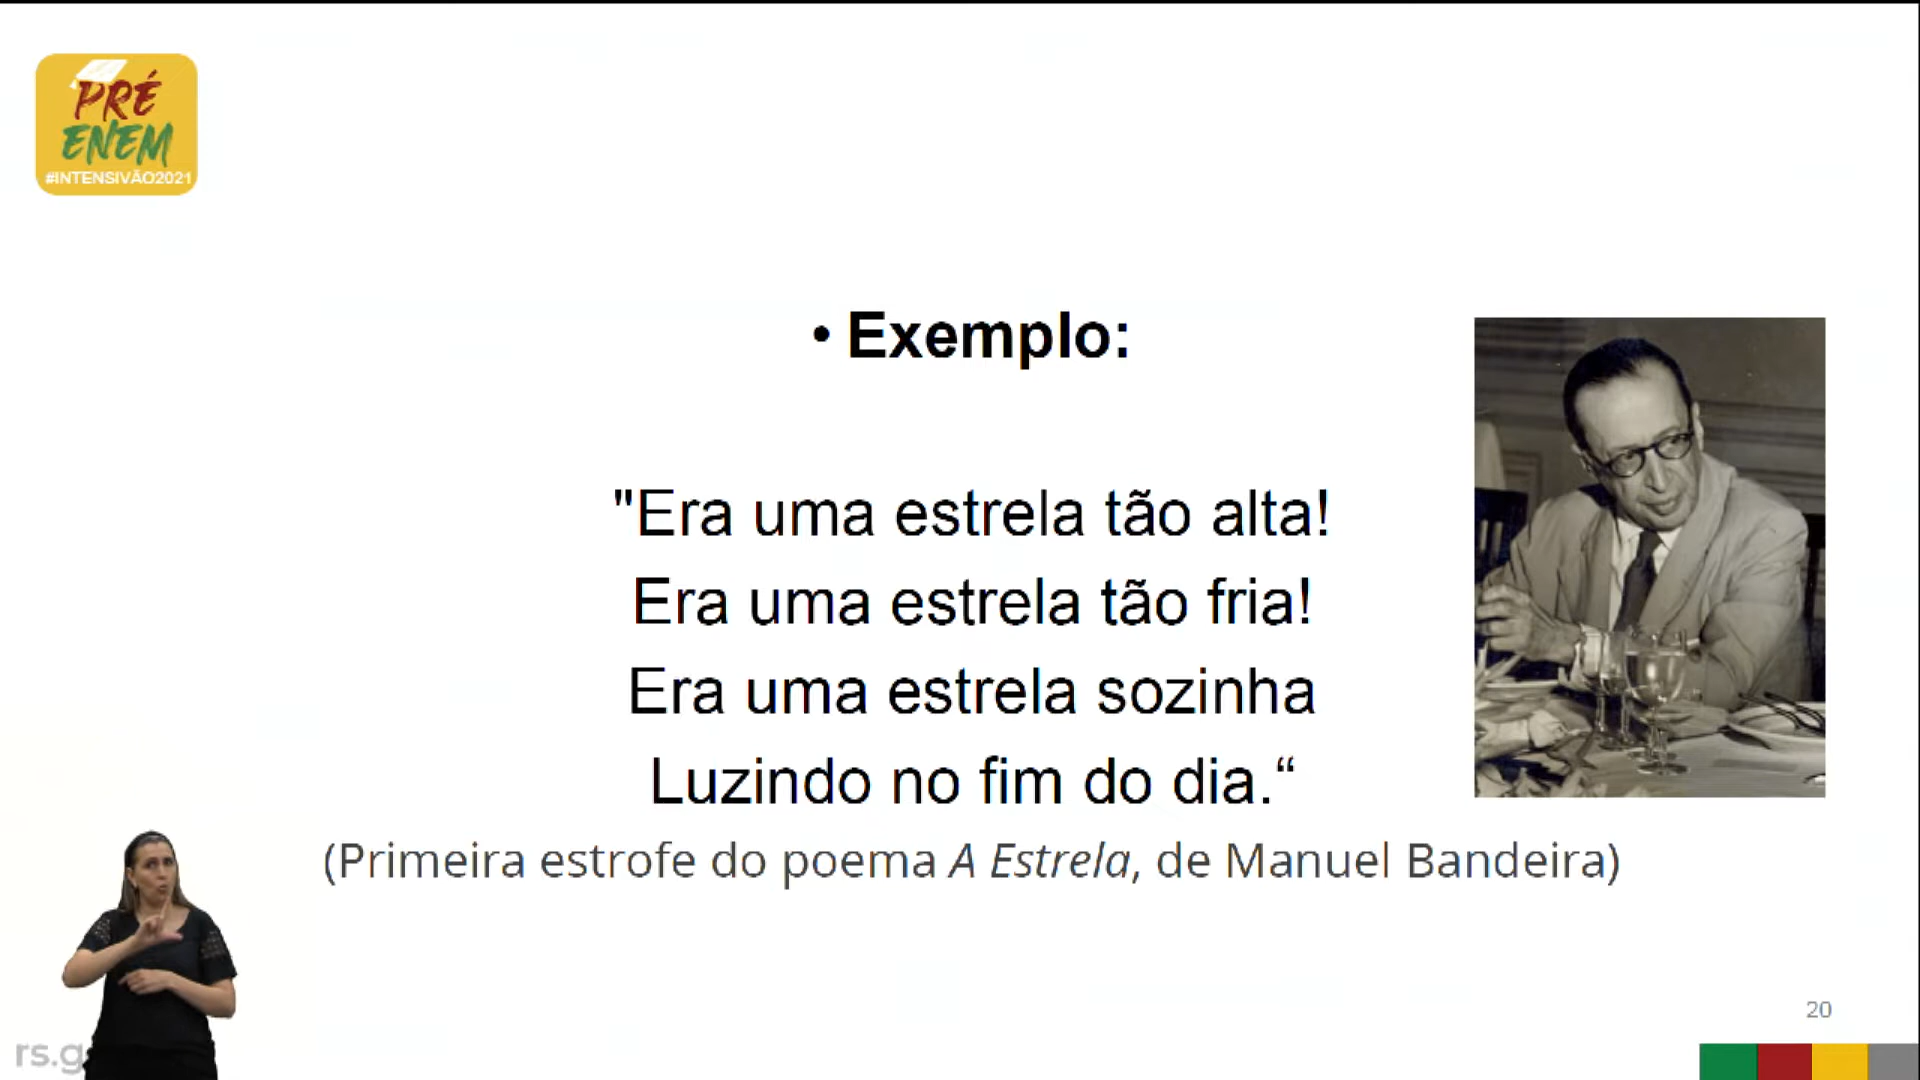 PRÉ
ENEM
#INTENSIVÃO2021
• Exemplo:
"Era uma estrela tão alta!
Era uma estrela tão fria!
Era uma estrela sozinha
Luzindo no fim do dia.“
(Primeira estrofe do poema A Estrela, de Manuel Bandeira)
20
rs.g